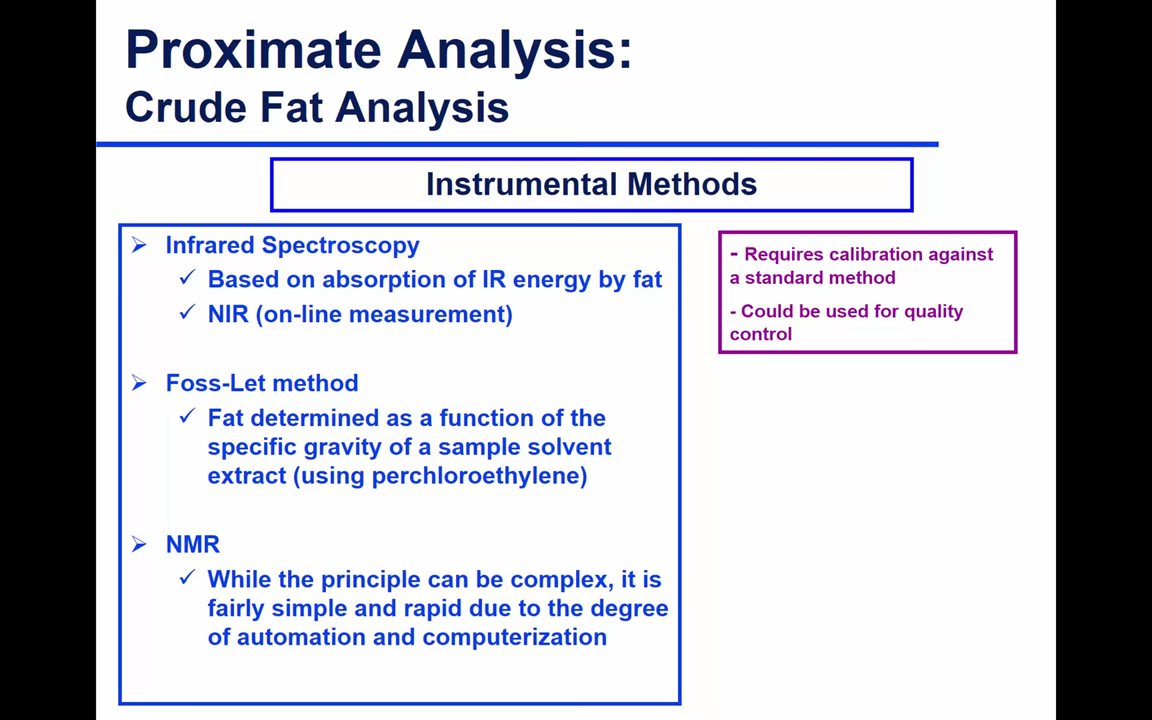 Proximate Analysis:
Crude Fat Analysis
Instrumental Methods
➢ Infrared Spectroscopy
✓ Based on absorption of IR energy by fat
✓ NIR (on-line measurement)
➢ Foss-Let method
✓ Fat determined as a function of the
specific gravity of a sample solvent
extract (using perchloroethylene)
➢ NMR
✓ While the principle can be complex, it is
fairly simple and rapid due to the degree
of automation and computerization
- Requires calibration against
a standard method
- Could be used for quality
control